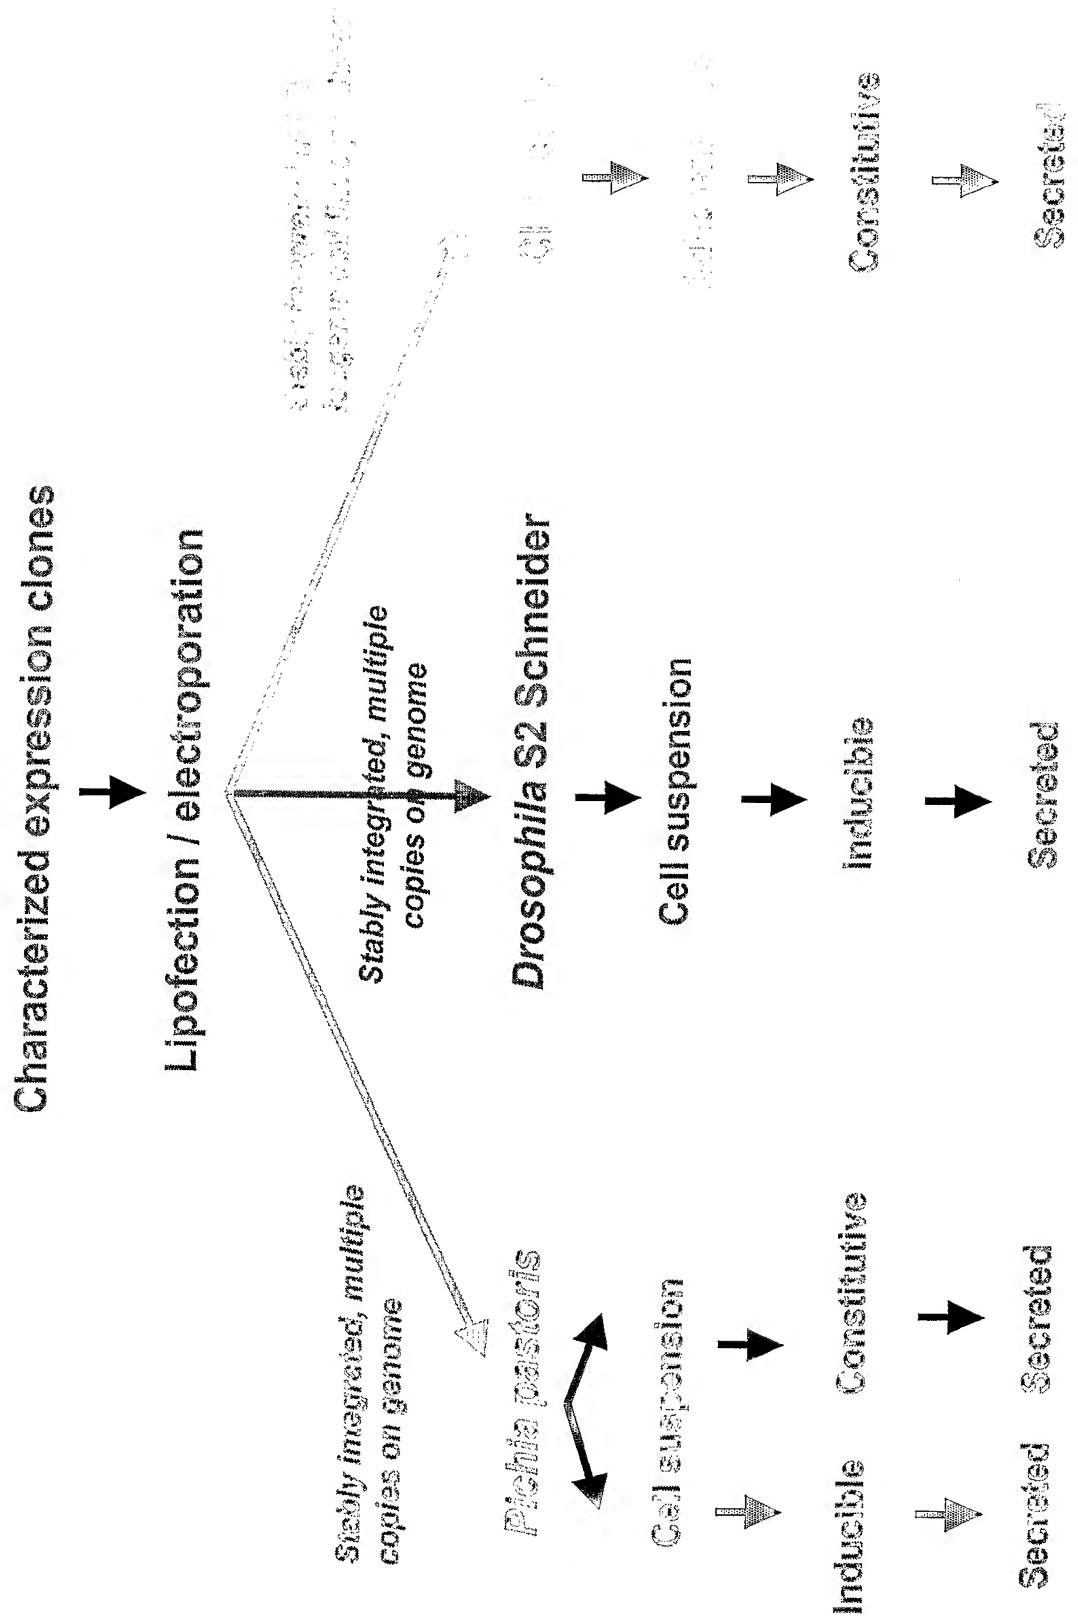 Characterized expression clones
Lipofection / electroporation
Stably integrated, multiple
copies on genome
Stably integrated, multiple
copies on genome
Pichia pastoris
Drosophila S2 Schneider
Cell suspension
Cell suspension
Inducible
Constitutive
Inducible
Constitutive
Secreted
Secreted
Secreted
Secreted